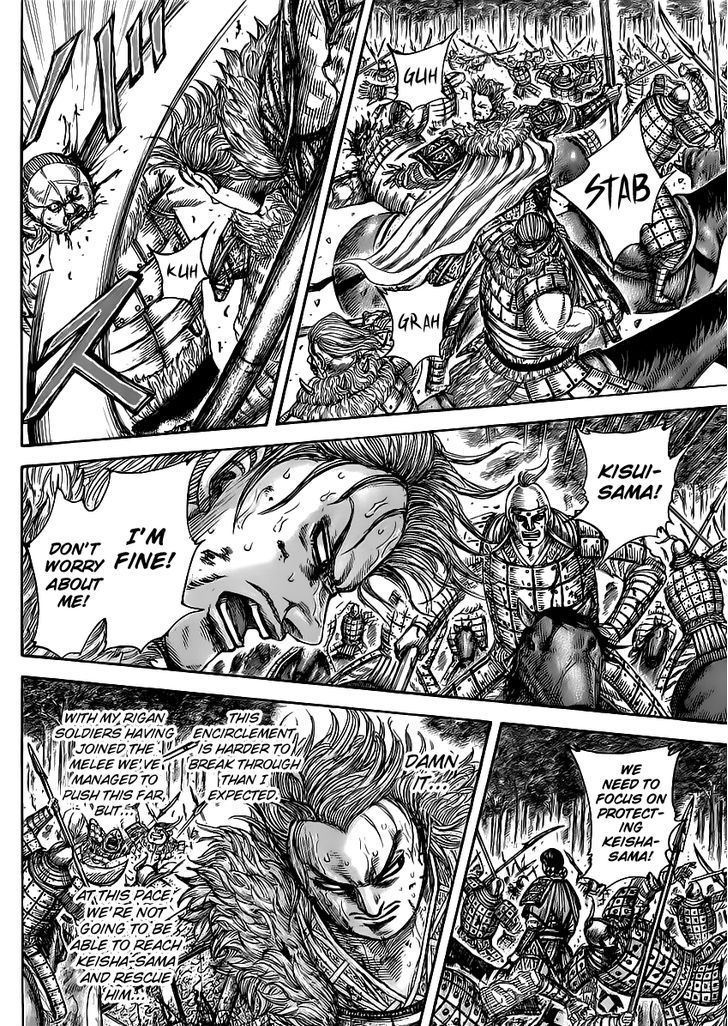 GUH
STAB
GRAH
KUH
KISUI-
SAMA!
I'M
FINE!
DON'T
WORRY
ABOUT
ME!
WE
NEED TO
FOCUS ON
PROTECT-
ING
KEISHA-
SAMA!
DAMN
IT...
THIS
ENCIRCLEMENT
IS HARDER TO
BREAK THROUGH
THAN I
EXPECTED.
WITH MY RIGAN
SOLDIERS HAVING
JOINED THE
MELEE WE'VE
MANAGED TO
PUSH THIS FAR,
BUT...
AT THIS PACE,
WE'RE NOT
GOING TO BE
ABLE TO REACH
KEISHA-SAMA
AND RESCUE
HIM...